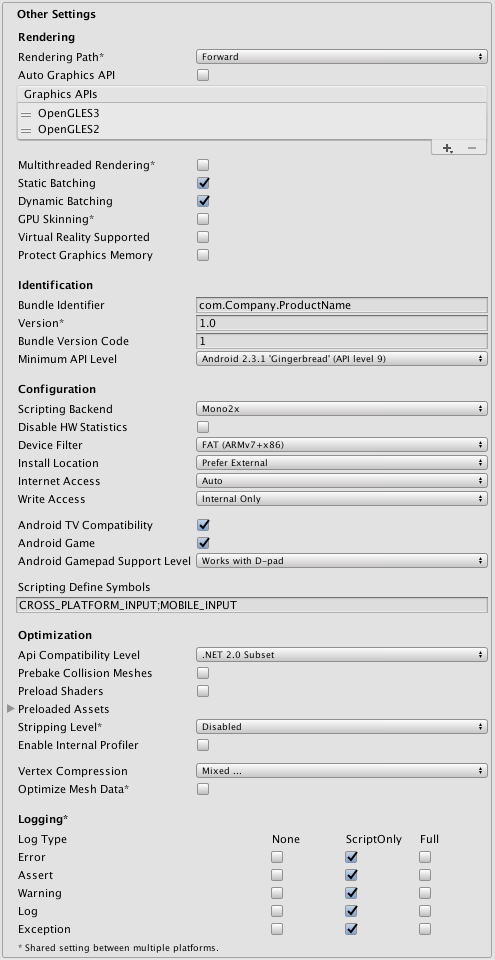 Other Settings
Rendering
Rendering Path* Forward
Auto Graphics API
Graphics APIs
OpenGLES3
OpenGLES2
Multithreaded Rendering*
Static Batching
Dynamic Batching
GPU Skinning*
Virtual Reality Supported
Protect Graphics Memory
Identification
Bundle Identifier com.Company.ProductName
Version* 1.0
Bundle Version Code 1
Minimum API Level Android 2.3.1 'Gingerbread' (API level 9)
Configuration
Scripting Backend Mono2x
Disable HW Statistics
Device Filter FAT (ARMv7+x86)
Install Location Prefer External
Internet Access Auto
Write Access Internal Only
Android TV Compatibility
Android Game
Android Gamepad Support Level Works with D-pad
Scripting Define Symbols
CROSS_PLATFORM_INPUT;MOBILE_INPUT
Optimization
Api Compatibility Level .NET 2.0 Subset
Prebake Collision Meshes
Preload Shaders
Preloaded Assets
Stripping Level* Disabled
Enable Internal Profiler
Vertex Compression Mixed ...
Optimize Mesh Data*
Logging*
Log Type None ScriptOnly Full
Error
Assert
Warning
Log
Exception
* Shared setting between multiple platforms.